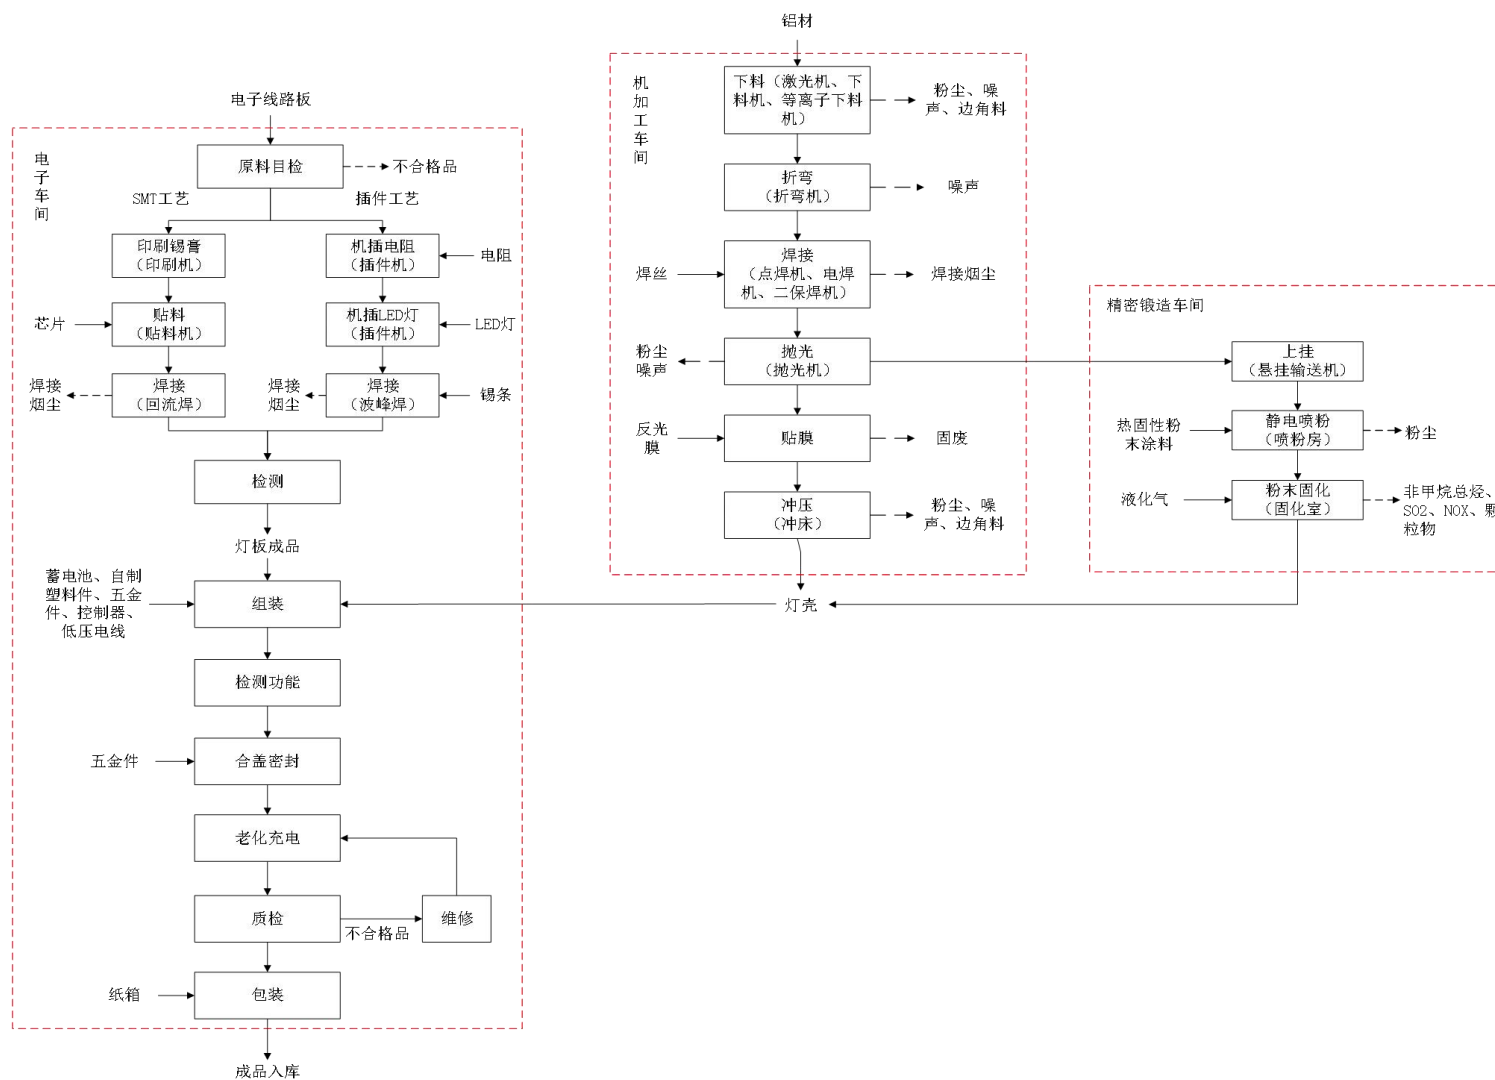 电子线路板
电子车间
原料目检
不合格品
SMT工艺
插件工艺
印刷锡膏
（印刷机）
机插电阻
（插件机）
电阻
芯片
贴料
（贴料机）
机插LED灯
（插件机）
LED灯
焊接
烟尘
焊接
（回流焊）
焊接
烟尘
焊接
（波峰焊）
锡条
检测
灯板成品
蓄电池、自制
塑料件、五金
件、控制器、
低压电线
组装
检测功能
五金件
合盖密封
老化充电
质检
不合格品
维修
纸箱
包装
成品入库
铝材
机加工车间
下料（激光机、下
料机、等离子下料
机）
粉尘、噪
声、边角料
折弯
（折弯机）
噪声
焊丝
焊接
（点焊机、电焊
机、二保焊机）
焊接烟尘
粉尘
噪声
抛光
（抛光机）
反光
膜
贴膜
固废
冲压
（冲床）
粉尘、噪
声、边角料
灯壳
精密锻造车间
上挂
（悬挂输送机）
热固性粉
末涂料
静电喷粉
（喷粉房）
粉尘
液化气
粉末固化
（固化室）
非甲烷总烃、
SO2、NOX、颗
粒物